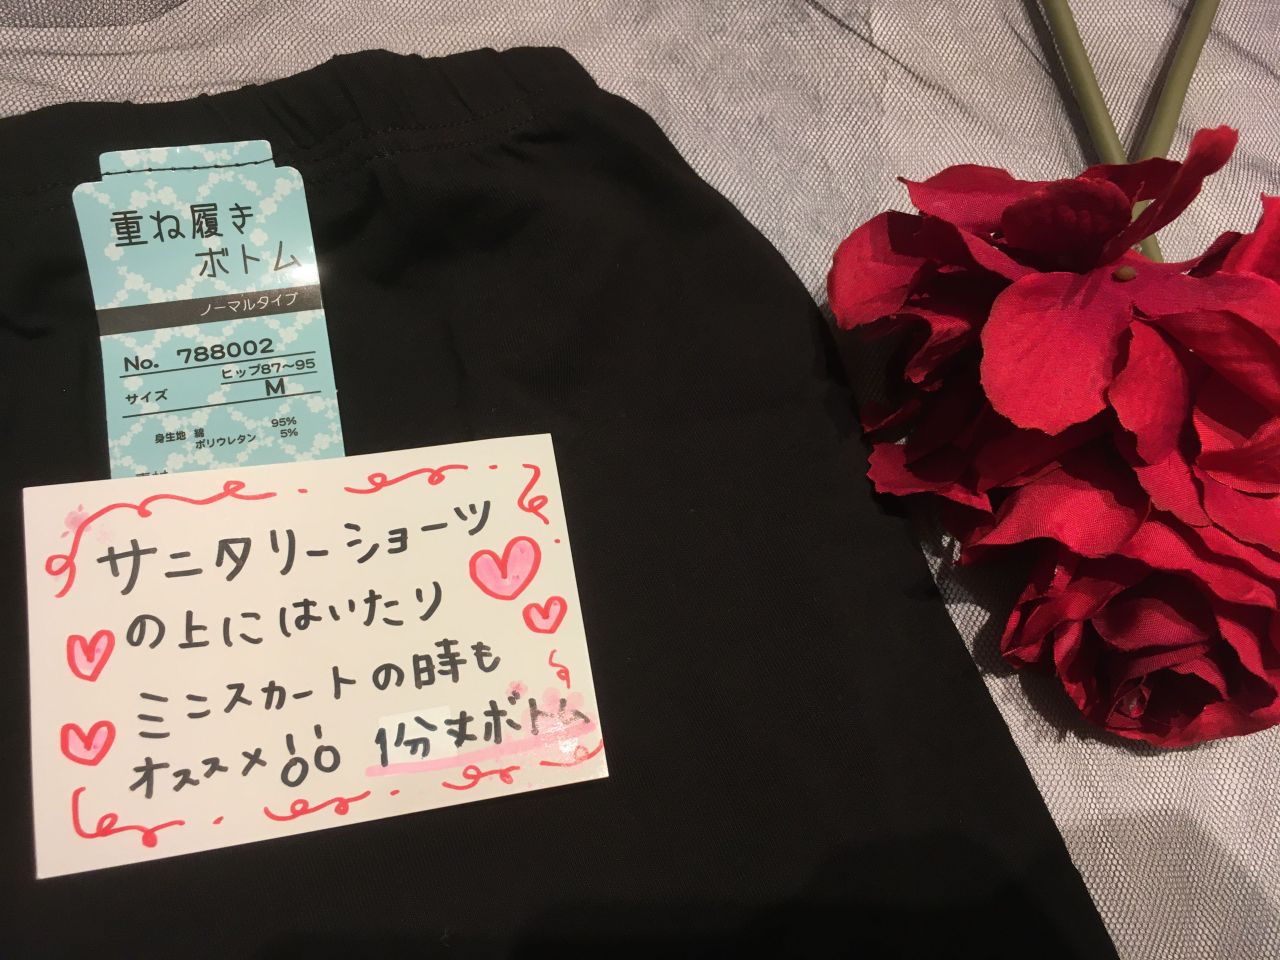 重ね履き
ボトム
ノーマルタイプ
No. 788002
ヒップ87〜95
サイズ M
身生地 綿 95%
ポリウレタン 5%
サニタリーショーツ
の上にはいたり
ミニスカートの時も
オススメ!! 1分丈ボトム